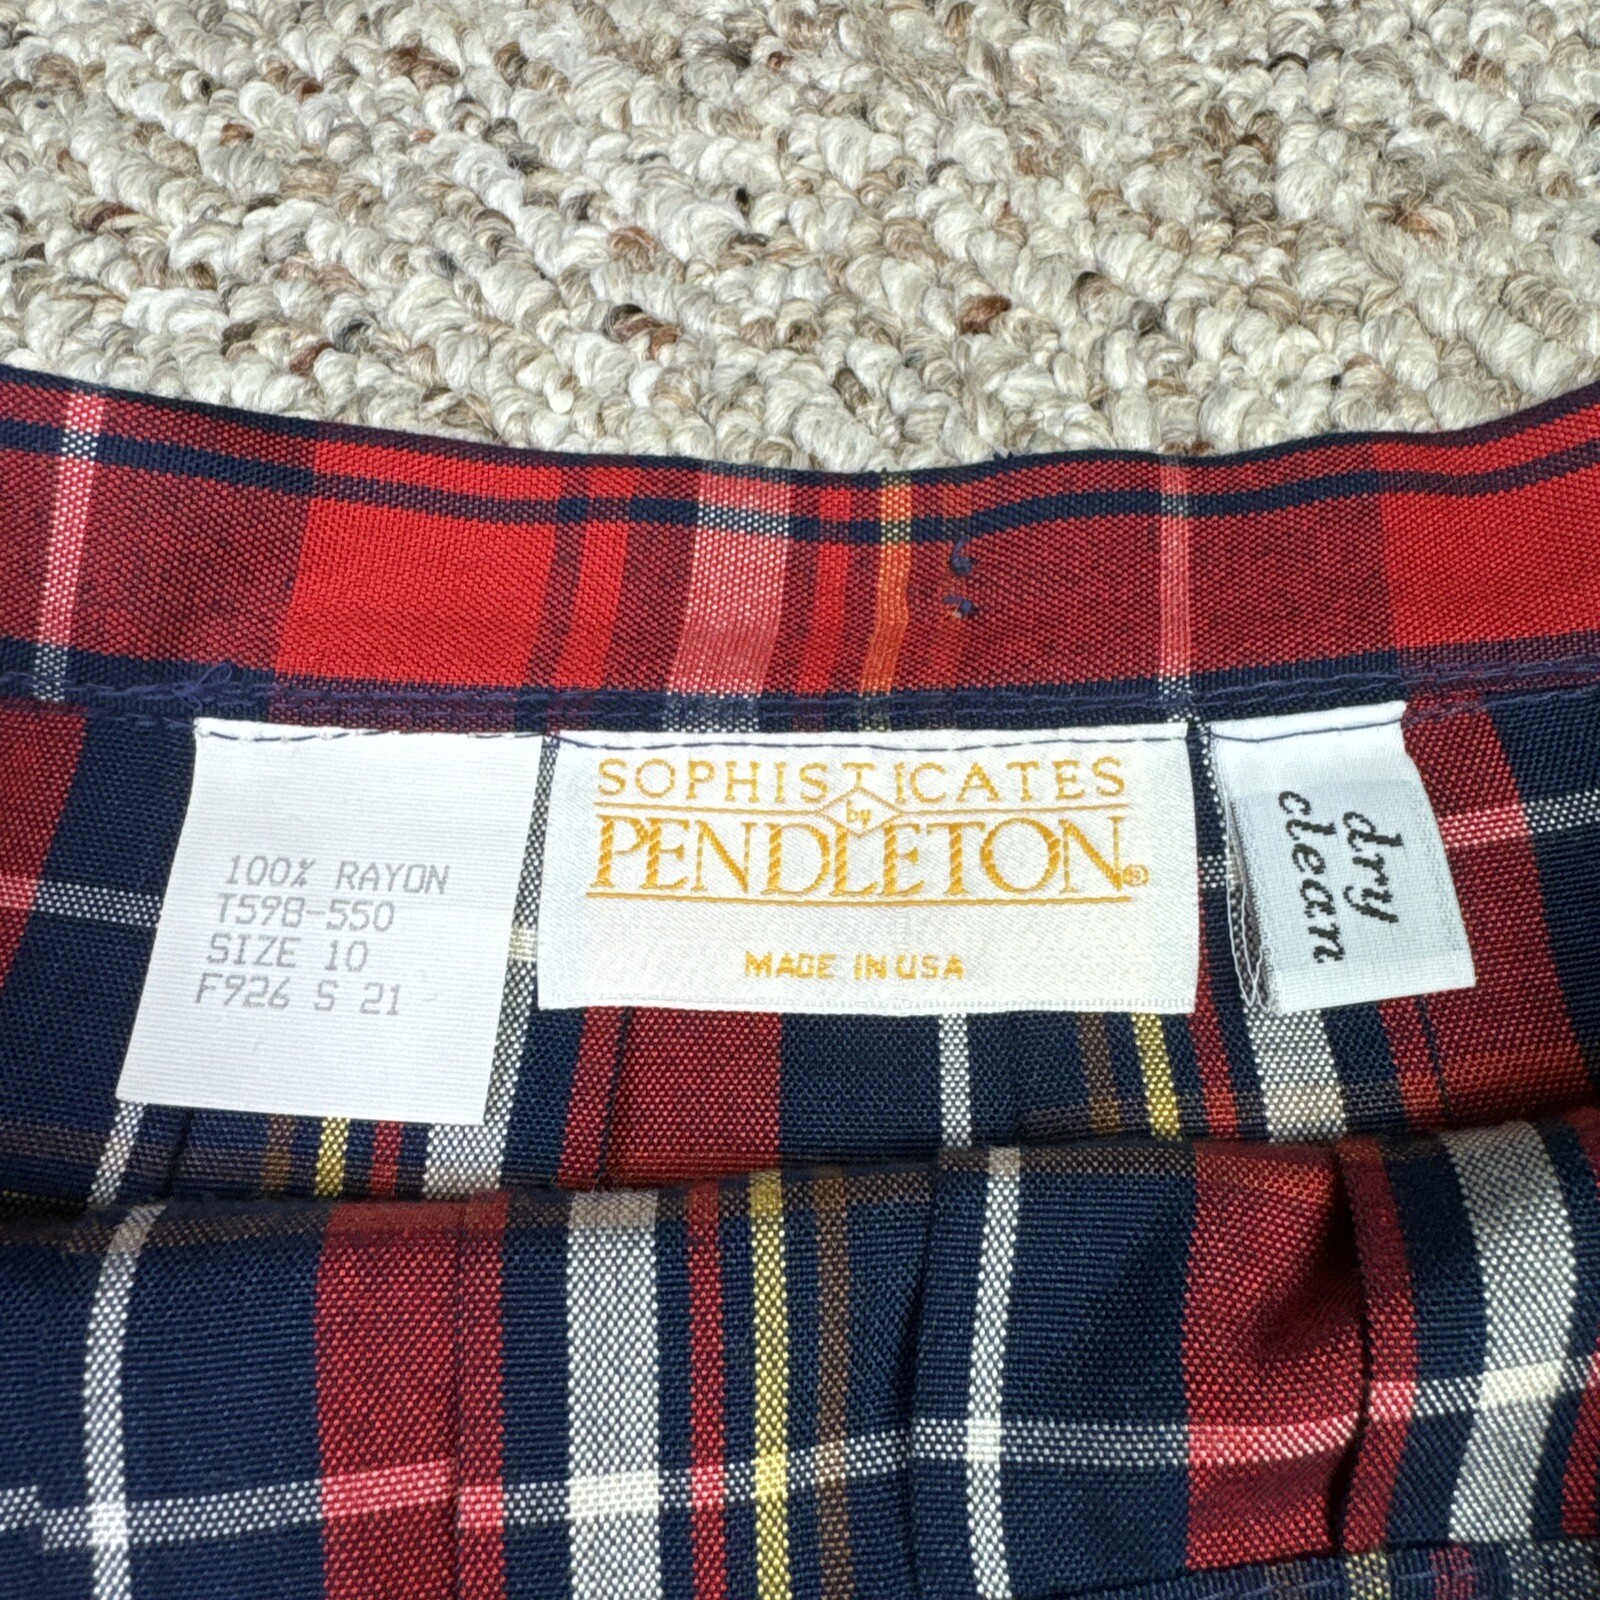 100% RAYON
T598-550
SIZE 10
F926 S 21
SOPHISTICATES
by
PENDLETON®
MADE IN USA
dry
clean